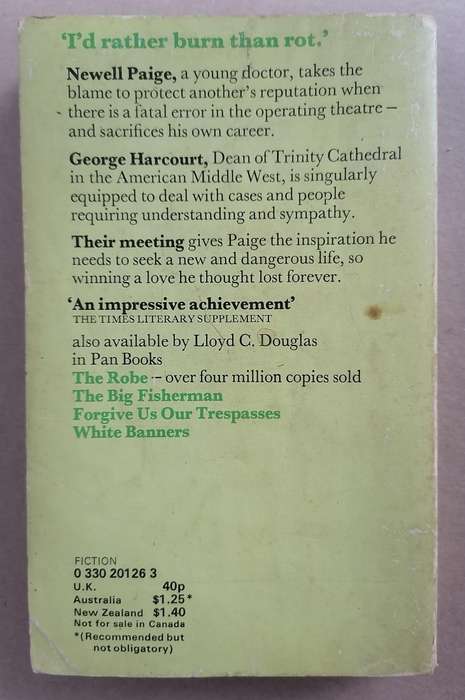 ‘I’d rather burn than rot.’
Newell Paige, a young doctor, takes the
blame to protect another’s reputation when
there is a fatal error in the operating theatre –
and sacrifices his own career.
George Harcourt, Dean of Trinity Cathedral
in the American Middle West, is singularly
equipped to deal with cases and people
requiring understanding and sympathy.
Their meeting gives Paige the inspiration he
needs to seek a new and dangerous life, so
winning a love he thought lost forever.
‘An impressive achievement’
THE TIMES LITERARY SUPPLEMENT
also available by Lloyd C. Douglas
in Pan Books
The Robe – over four million copies sold
The Big Fisherman
Forgive Us Our Trespasses
White Banners
FICTION
0 330 20126 3
U.K. 40p
Australia $1.25*
New Zealand $1.40
Not for sale in Canada
*(Recommended but
not obligatory)